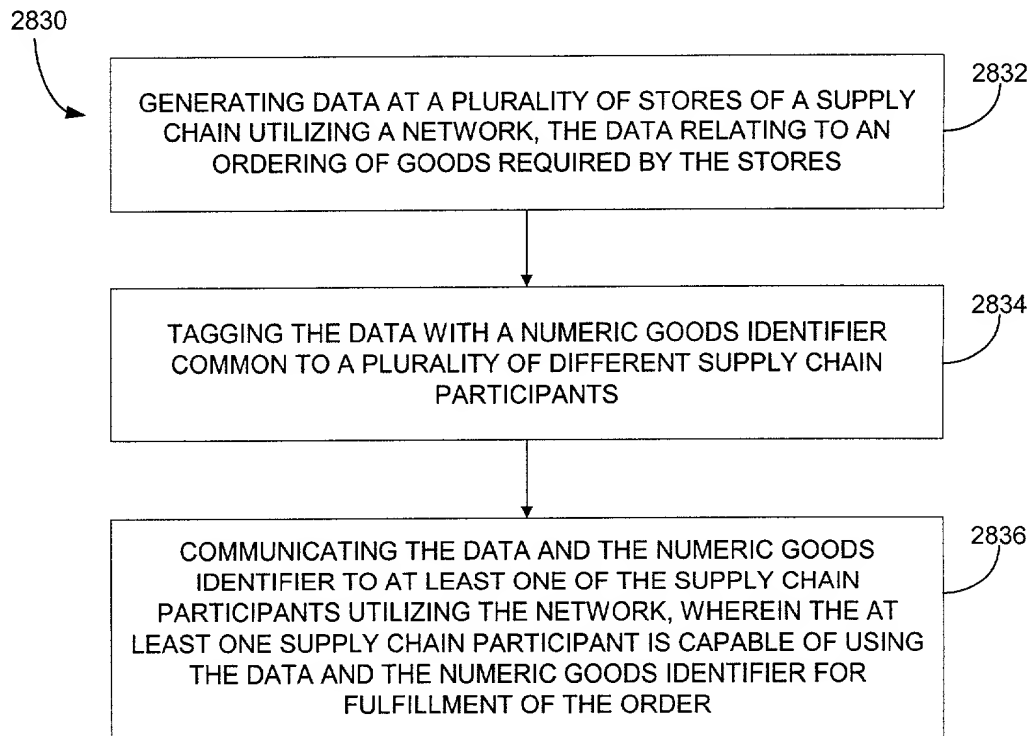 2830
2832
GENERATING DATA AT A PLURALITY OF STORES OF A SUPPLY
CHAIN UTILIZING A NETWORK, THE DATA RELATING TO AN
ORDERING OF GOODS REQUIRED BY THE STORES
2834
TAGGING THE DATA WITH A NUMERIC GOODS IDENTIFIER
COMMON TO A PLURALITY OF DIFFERENT SUPPLY CHAIN
PARTICIPANTS
2836
COMMUNICATING THE DATA AND THE NUMERIC GOODS
IDENTIFIER TO AT LEAST ONE OF THE SUPPLY CHAIN
PARTICIPANTS UTILIZING THE NETWORK, WHEREIN THE AT
LEAST ONE SUPPLY CHAIN PARTICIPANT IS CAPABLE OF USING
THE DATA AND THE NUMERIC GOODS IDENTIFIER FOR
FULFILLMENT OF THE ORDER